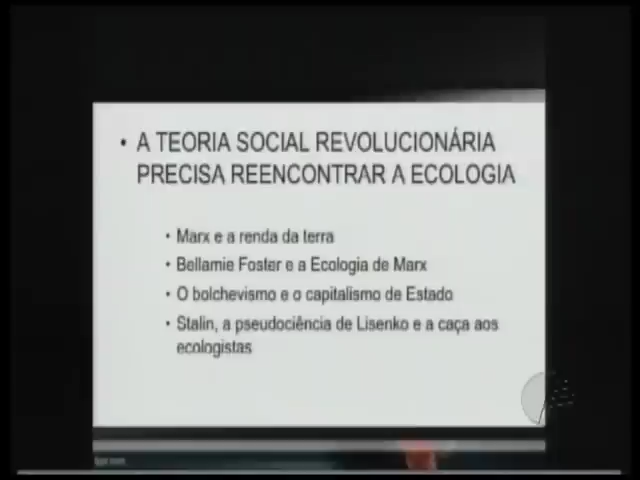 • A TEORIA SOCIAL REVOLUCIONÁRIA
PRECISA REENCONTRAR A ECOLOGIA
• Marx e a renda da terra
• Bellamie Foster e a Ecologia de Marx
• O bolchevismo e o capitalismo de Estado
• Stalin, a pseudociência de Lisenko e a caça aos
ecologistas